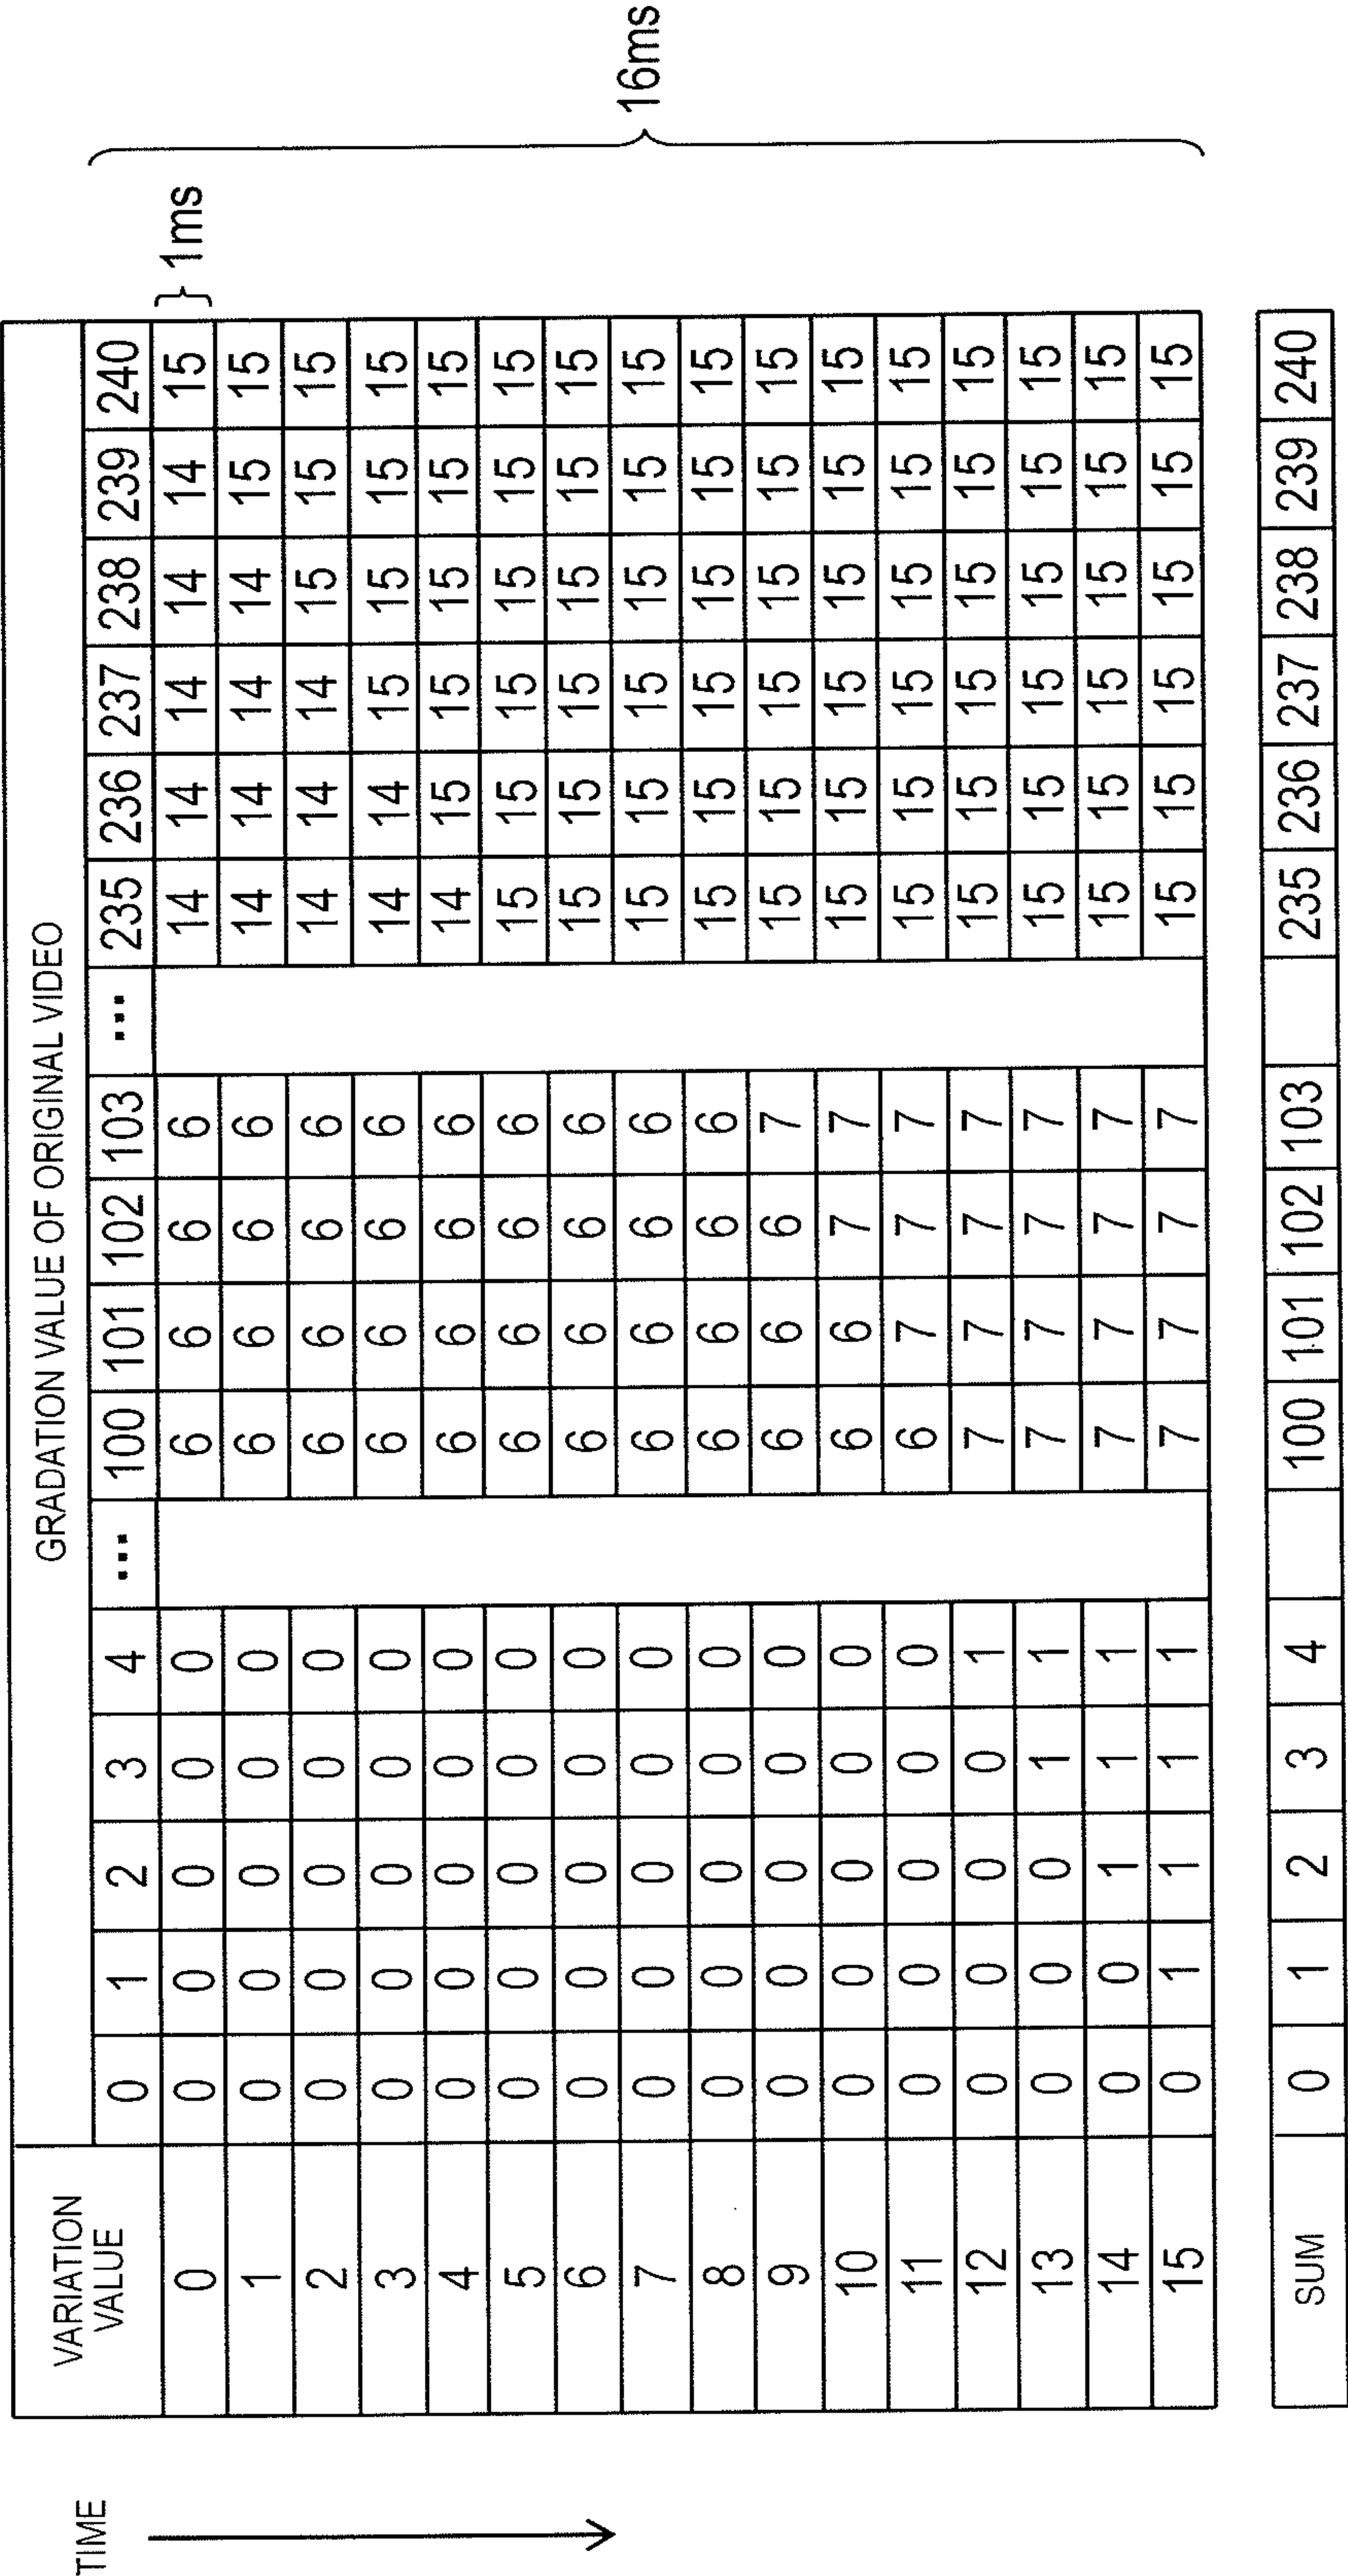 TIME
VARIATION VALUE GRADATION VALUE OF ORIGINAL VIDEO
0 1 2 3 4 ... 100 101 102 103 ... 235 236 237 238 239 240
0 0 0 0 0 0 6 6 6 6 14 14 14 14 14 15 1ms
1 0 0 0 0 0 6 6 6 6 14 14 14 14 15 15
2 0 0 0 0 0 6 6 6 6 14 14 14 15 15 15
3 0 0 0 0 0 6 6 6 6 14 14 15 15 15 15
4 0 0 0 0 0 6 6 6 6 14 15 15 15 15 15
5 0 0 0 0 0 6 6 6 6 15 15 15 15 15 15
6 0 0 0 0 0 6 6 6 6 15 15 15 15 15 15
7 0 0 0 0 0 6 6 6 6 15 15 15 15 15 15 16ms
8 0 0 0 0 0 6 6 6 6 15 15 15 15 15 15
9 0 0 0 0 0 6 6 6 7 15 15 15 15 15 15
10 0 0 0 0 0 6 6 7 7 15 15 15 15 15 15
11 0 0 0 0 0 6 7 7 7 15 15 15 15 15 15
12 0 0 0 0 1 7 7 7 7 15 15 15 15 15 15
13 0 0 0 1 1 7 7 7 7 15 15 15 15 15 15
14 0 0 1 1 1 7 7 7 7 15 15 15 15 15 15
15 0 1 1 1 1 7 7 7 7 15 15 15 15 15 15
SUM 0 1 2 3 4 100 101 102 103 235 236 237 238 239 240